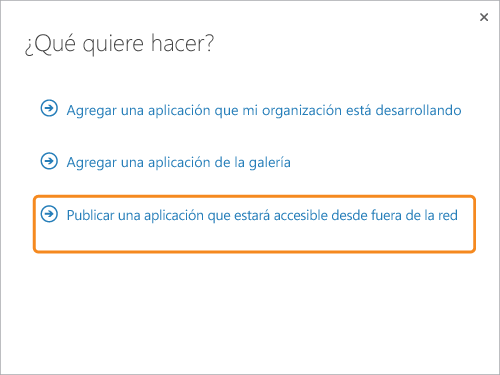 ¿Qué quiere hacer?
Agregar una aplicación que mi organización está desarrollando
Agregar una aplicación de la galería
Publicar una aplicación que estará accesible desde fuera de la red